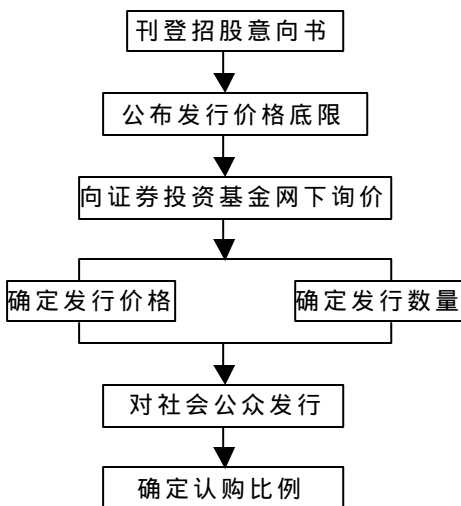 刊登招股意向书
公布发行价格底限
向证券投资基金网下询价
确定发行价格
确定发行数量
对社会公众发行
确定认购比例